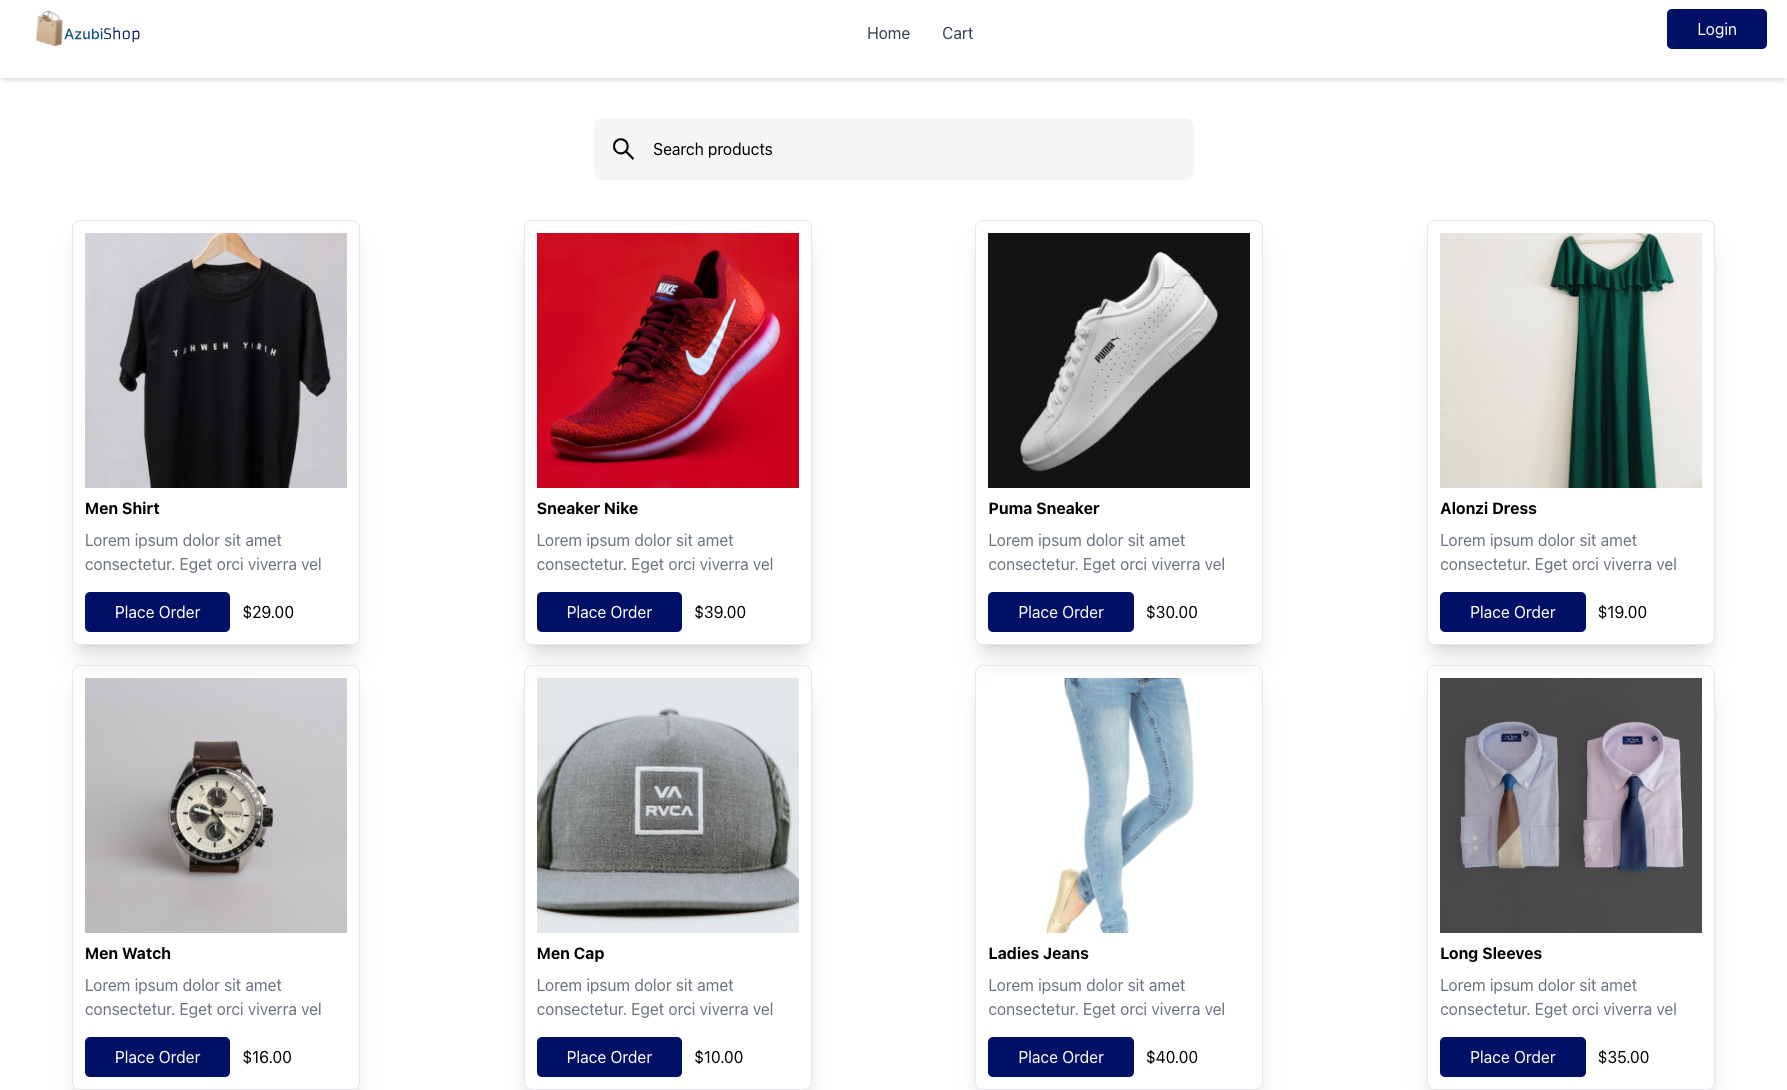 AzubiShop
Home
Cart
Login
Search products
YAHWEH YIREH
NIKE
PUMA
Men Shirt
Sneaker Nike
Puma Sneaker
Alonzi Dress
Lorem ipsum dolor sit amet
consectetur. Eget orci viverra vel
Lorem ipsum dolor sit amet
consectetur. Eget orci viverra vel
Lorem ipsum dolor sit amet
consectetur. Eget orci viverra vel
Lorem ipsum dolor sit amet
consectetur. Eget orci viverra vel
Place Order
$29.00
Place Order
$39.00
Place Order
$30.00
Place Order
$19.00
FOSSIL
VA
RVCA
Men Watch
Men Cap
Ladies Jeans
Long Sleeves
Lorem ipsum dolor sit amet
consectetur. Eget orci viverra vel
Lorem ipsum dolor sit amet
consectetur. Eget orci viverra vel
Lorem ipsum dolor sit amet
consectetur. Eget orci viverra vel
Lorem ipsum dolor sit amet
consectetur. Eget orci viverra vel
Place Order
$16.00
Place Order
$10.00
Place Order
$40.00
Place Order
$35.00